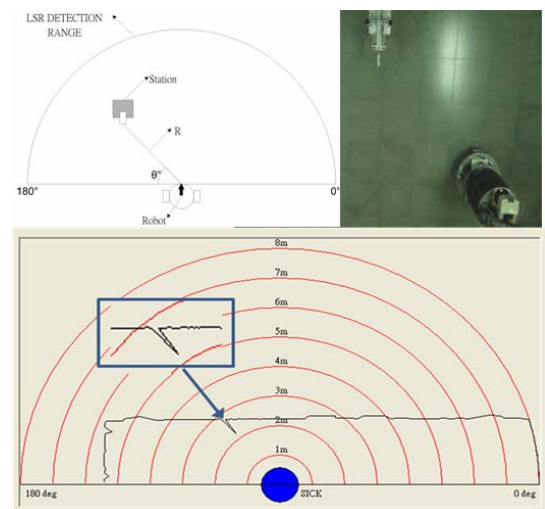 LSR DETECTION
RANGE
Station
R
θ°
180°
0°
Robot
8m
7m
6m
5m
4m
3m
2m
1m
180 deg
SICK
0 deg